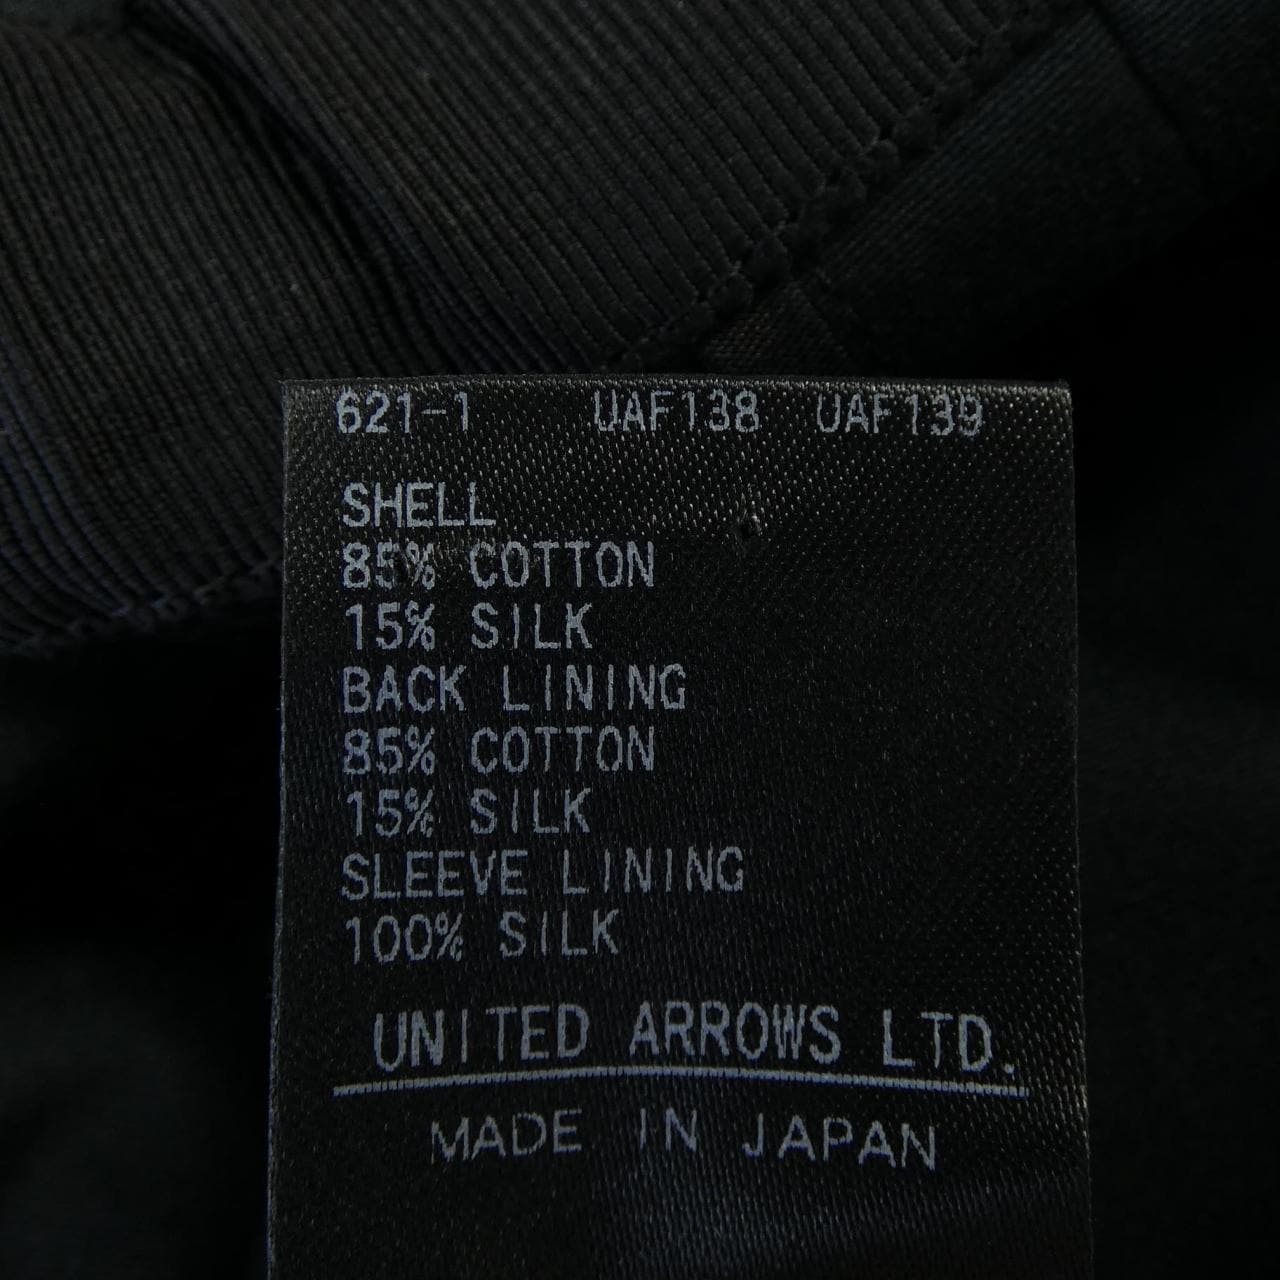 621-1 UAF138 UAF139
SHELL
85% COTTON
15% SILK
BACK LINING
85% COTTON
15% SILK
SLEEVE LINING
100% SILK
UNITED ARROWS LTD.
MADE IN JAPAN